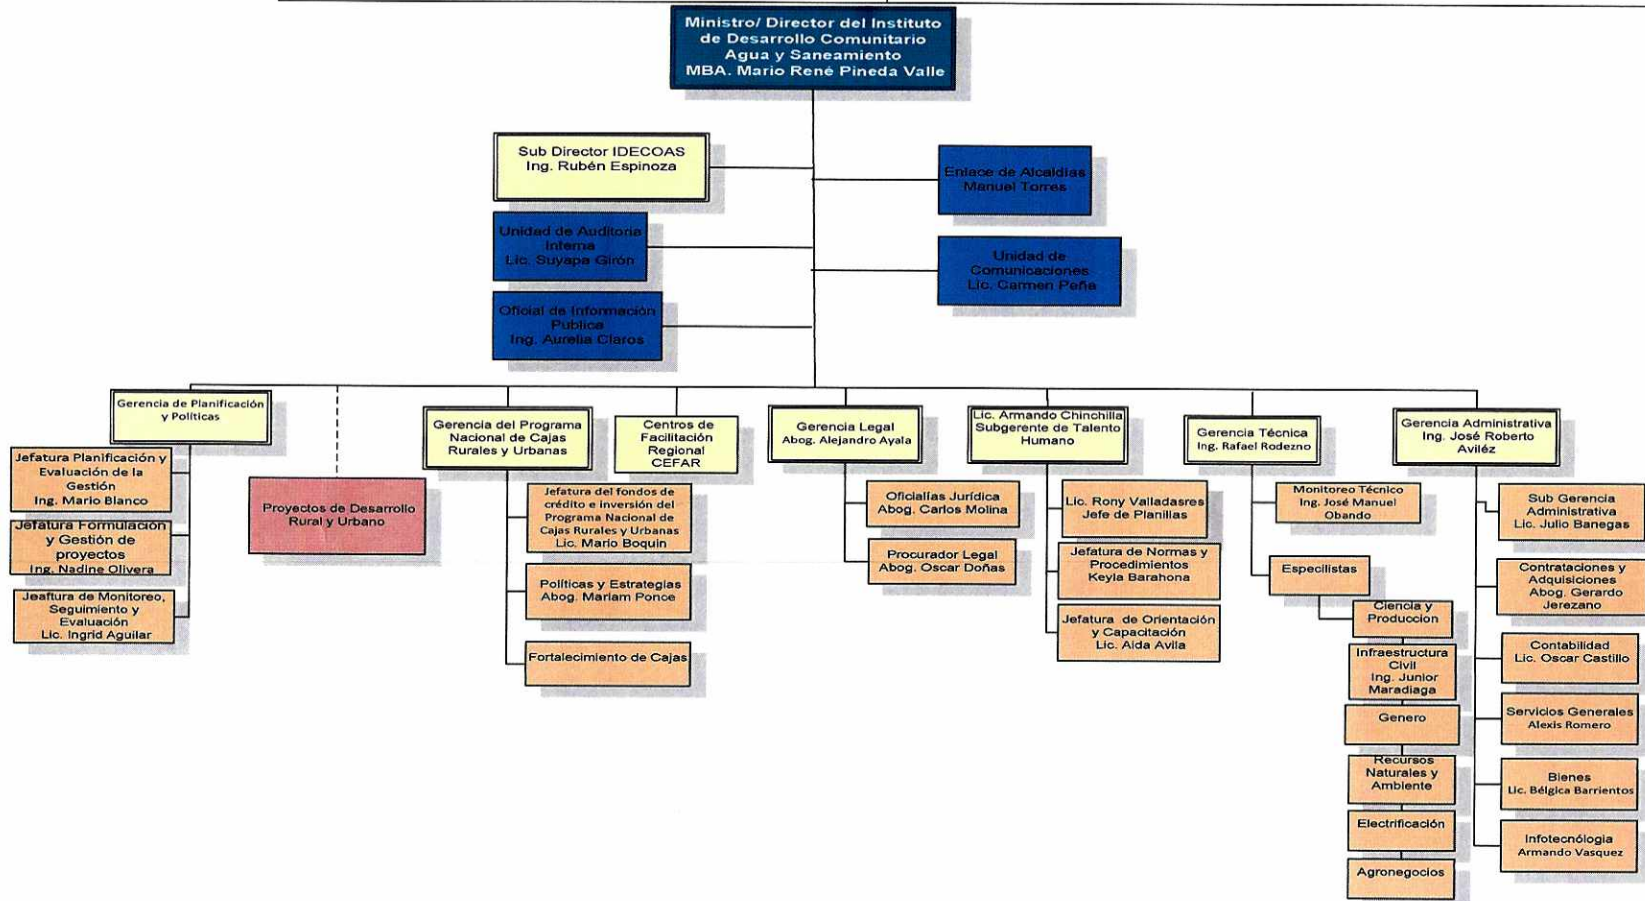 Ministro/ Director del Instituto
de Desarrollo Comunitario
Agua y Saneamiento
MBA. Mario René Pineda Valle
Sub Director IDECOAS
Ing. Rubén Espinoza
Enlace de Alcaldías
Manuel Torres
Unidad de Auditoria
Interna
Lic. Suyapa Girón
Unidad de
Comunicaciones
Lic. Carmen Peña
Oficial de Información
Publica
Ing. Aurelia Claros
Gerencia de Planificación
y Políticas
Jefatura Planificación y
Evaluación de la
Gestión
Ing. Mario Blanco
Jefatura Formulación
y Gestión de
proyectos
Ing. Nadine Olivera
Jeaftura de Monitoreo,
Seguimiento y
Evaluación
Lic. Ingrid Aguilar
Proyectos de Desarrollo
Rural y Urbano
Gerencia del Programa
Nacional de Cajas
Rurales y Urbanas
Jefatura del fondos de
crédito e inversión del
Programa Nacional de
Cajas Rurales y Urbanas
Lic. Mario Boquin
Políticas y Estrategias
Abog. Mariam Ponce
Fortalecimiento de Cajas
Centros de
Facilitación
Regional
CEFAR
Gerencia Legal
Abog. Alejandro Ayala
Oficialías Jurídica
Abog. Carlos Molina
Procurador Legal
Abog. Oscar Doñas
Lic. Armando Chinchilla
Subgerente de Talento
Humano
Lic. Rony Valladasres
Jefe de Planillas
Jefatura de Normas y
Procedimientos
Keyla Barahona
Jefatura de Orientación
y Capacitación
Lic. Aida Avila
Gerencia Técnica
Ing. Rafael Rodezno
Monitoreo Técnico
Ing. José Manuel
Obando
Especilistas
Ciencia y
Produccion
Infraestructura
Civil
Ing. Junior
Maradiaga
Genero
Recursos
Naturales y
Ambiente
Electrificación
Agronegocios
Gerencia Administrativa
Ing. José Roberto
Aviléz
Sub Gerencia
Administrativa
Lic. Julio Banegas
Contrataciones y
Adquisiciones
Abog. Gerardo
Jerezano
Contabilidad
Lic. Oscar Castillo
Servicios Generales
Alexis Romero
Bienes
Lic. Bélgica Barrientos
Infotecnólogia
Armando Vasquez